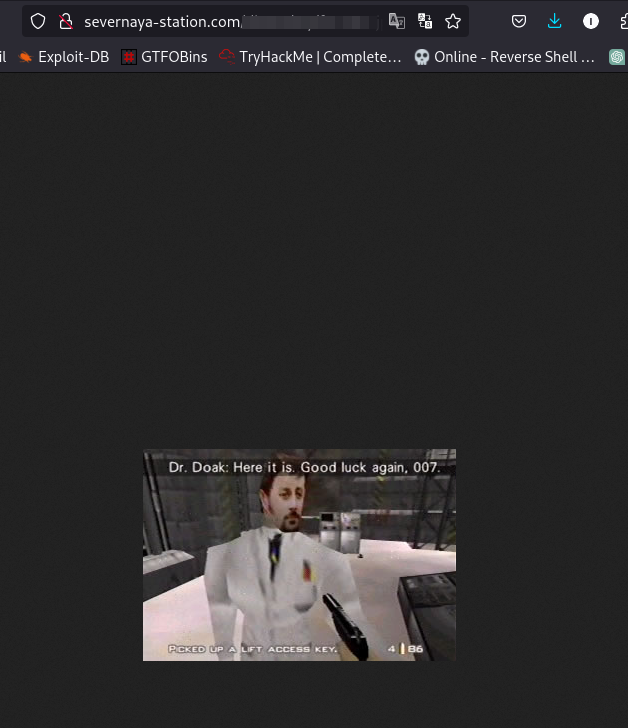 severnaya-station.com/
il Exploit-DB GTFOBins TryHackMe | Complete… Online - Reverse Shell …
Dr. Doak: Here it is. Good luck again, 007.
PICKED UP A LIFT ACCESS KEY.
4 86